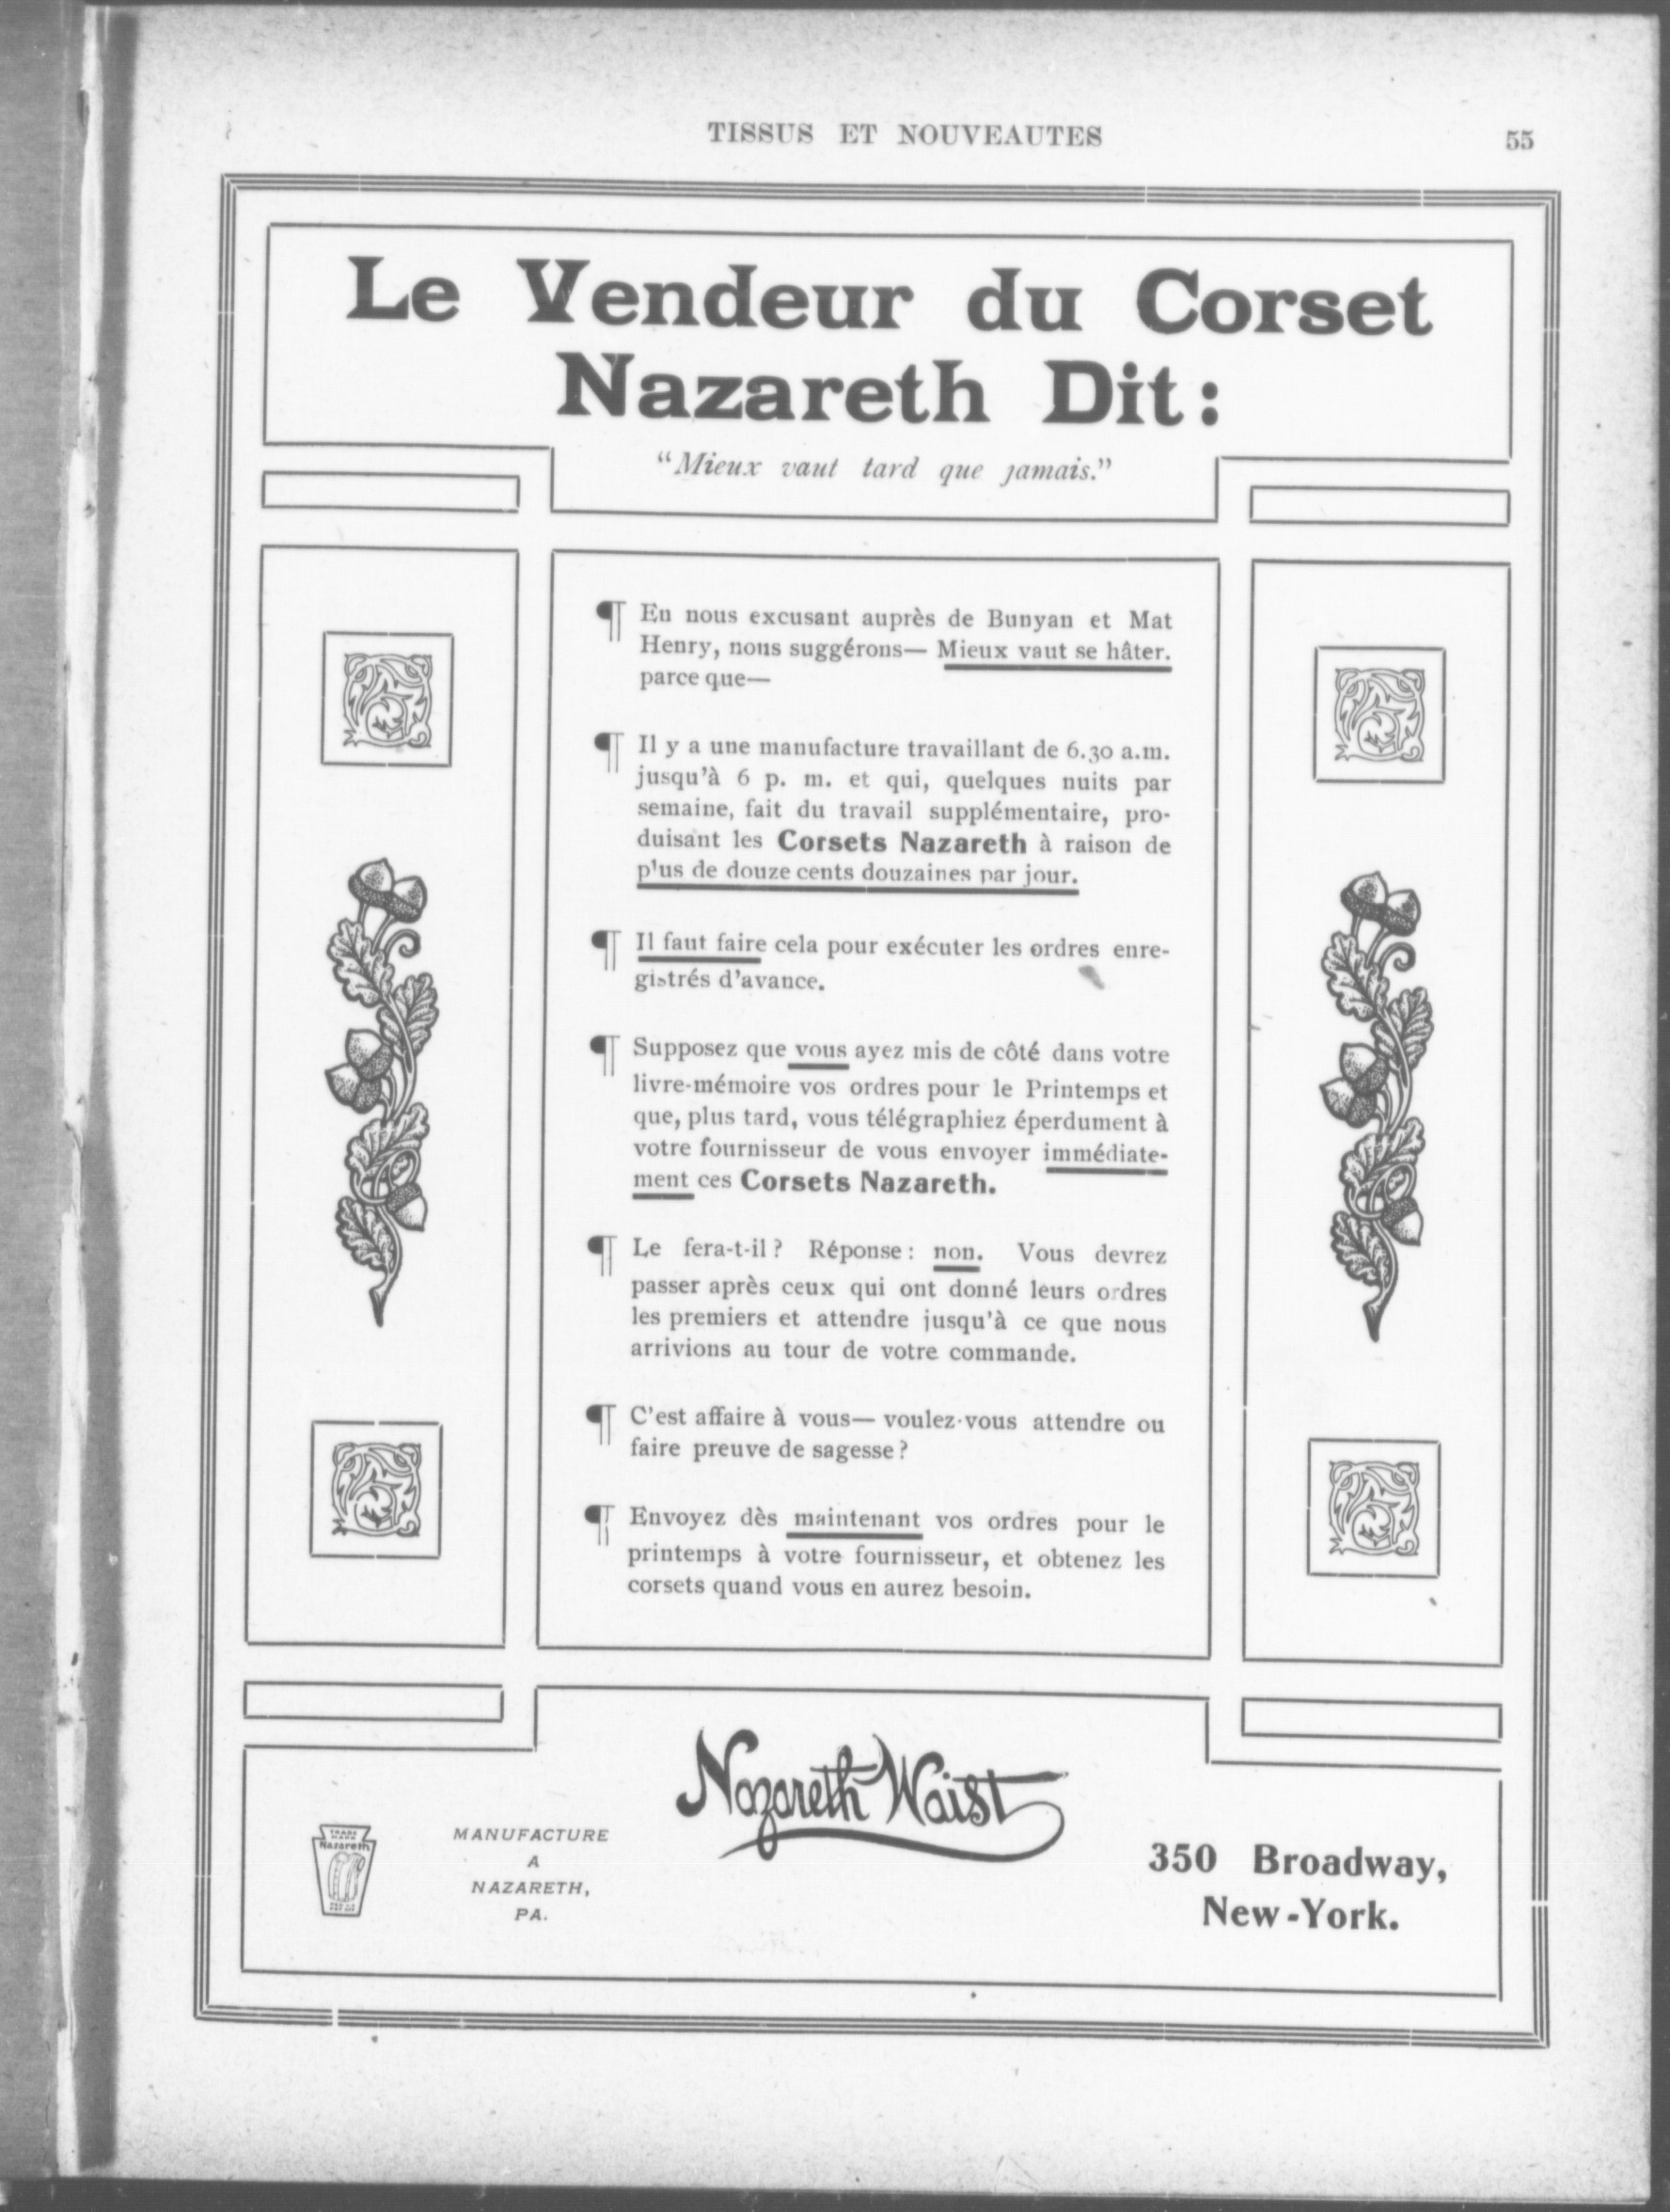 TISSUS ET NOUVEAUTES
55
Le Vendeur du Corset
Nazareth Dit:
“Mieux vaut tard que jamais.”
¶ En nous excusant auprès de Bunyan et Mat
Henry, nous suggérons— Mieux vaut se hâter.
parce que—
¶ Il y a une manufacture travaillant de 6.30 a.m.
jusqu'à 6 p. m. et qui, quelques nuits par
semaine, fait du travail supplémentaire, pro-
duisant les Corsets Nazareth à raison de
plus de douze cents douzaines par jour.
¶ Il faut faire cela pour exécuter les ordres enre-
gistrés d'avance.
¶ Supposez que vous ayez mis de côté dans votre
livre-mémoire vos ordres pour le Printemps et
que, plus tard, vous télégraphiez éperdument à
votre fournisseur de vous envoyer immédiate-
ment ces Corsets Nazareth.
¶ Le fera-t-il? Réponse: non. Vous devrez
passer après ceux qui ont donné leurs ordres
les premiers et attendre jusqu'à ce que nous
arrivions au tour de votre commande.
¶ C'est affaire à vous— voulez-vous attendre ou
faire preuve de sagesse?
¶ Envoyez dès maintenant vos ordres pour le
printemps à votre fournisseur, et obtenez les
corsets quand vous en aurez besoin.
Nazareth Waist
TRADE
MARK
Nazareth
MANUFACTURE
A
NAZARETH,
PA.
350 Broadway,
New-York.